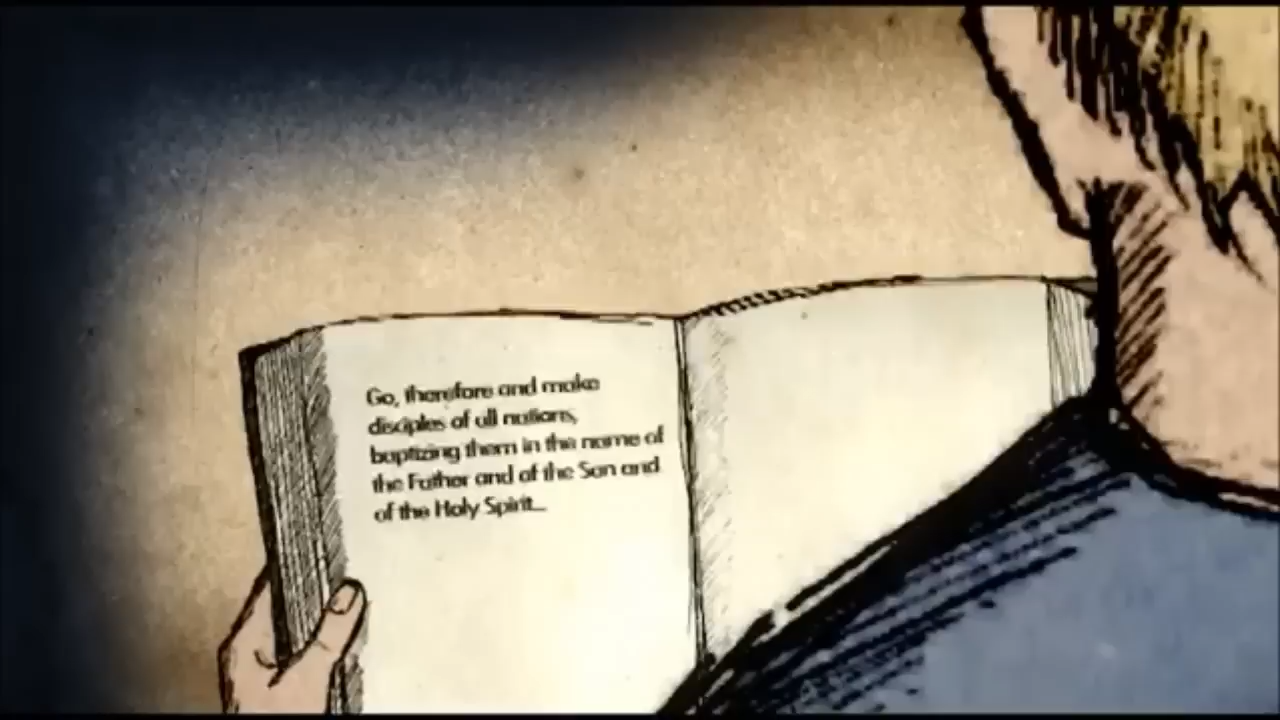 Go, therefore and make
disciples of all nations,
baptizing them in the name of
the Father and of the Son and
of the Holy Spirit...